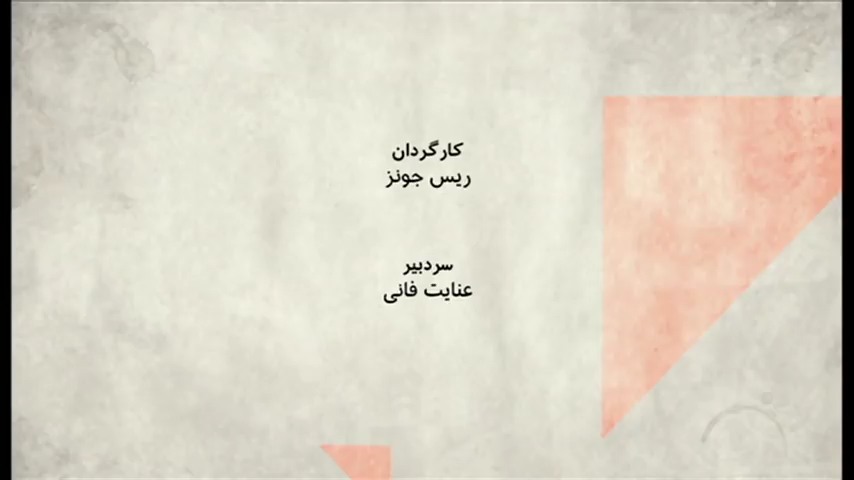 کارگردان
ریس جونز
سردبیر
عنایت فانی